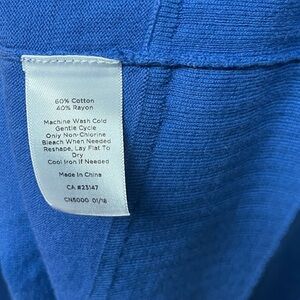 60% Cotton
40% Rayon
Machine Wash Cold
Gentle Cycle
Only Non-Chlorine
Bleach When Needed
Reshape, Lay Flat To
Dry
Cool Iron if Needed
Made In China
CA #23147
CN5000 01/18